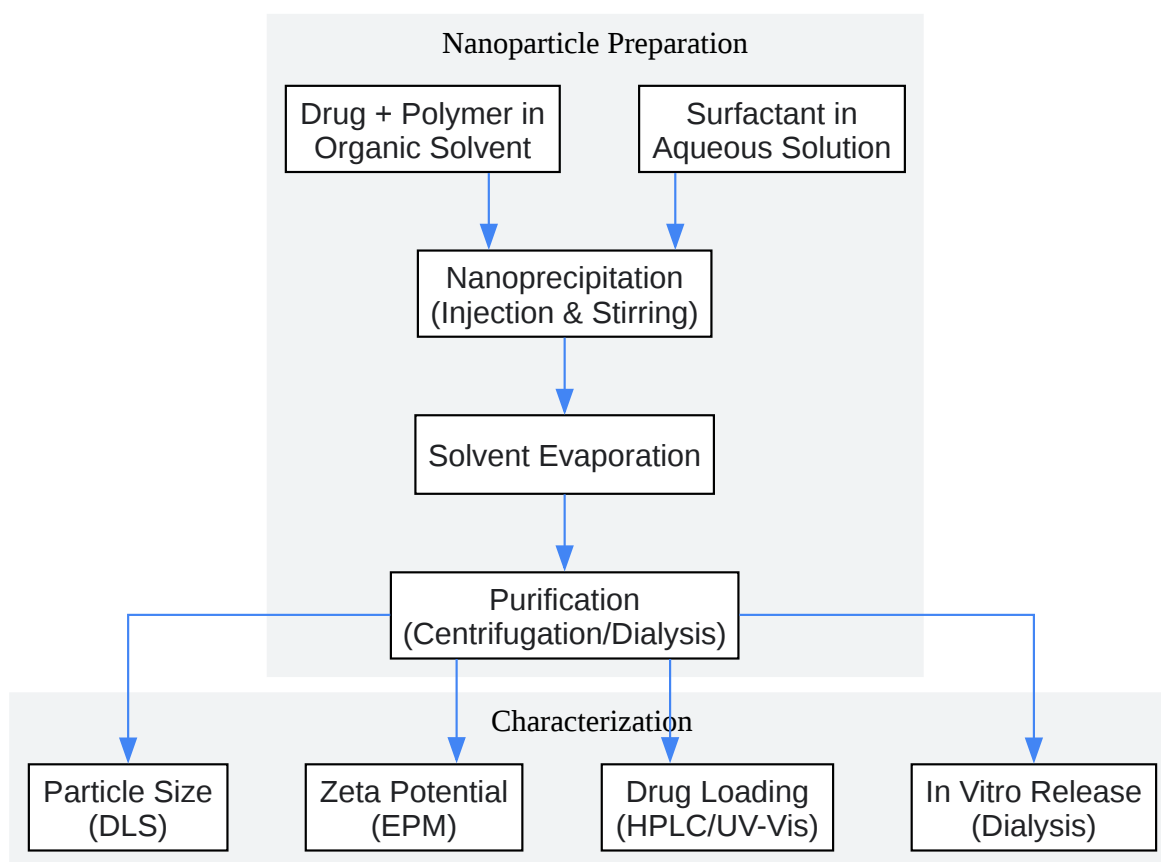 Nanoparticle Preparation
Drug + Polymer in
Organic Solvent
Surfactant in
Aqueous Solution
Nanoprecipitation
(Injection & Stirring)
Solvent Evaporation
Purification
(Centrifugation/Dialysis)
Characterization
Particle Size
(DLS)
Zeta Potential
(EPM)
Drug Loading
(HPLC/UV-Vis)
In Vitro Release
(Dialysis)